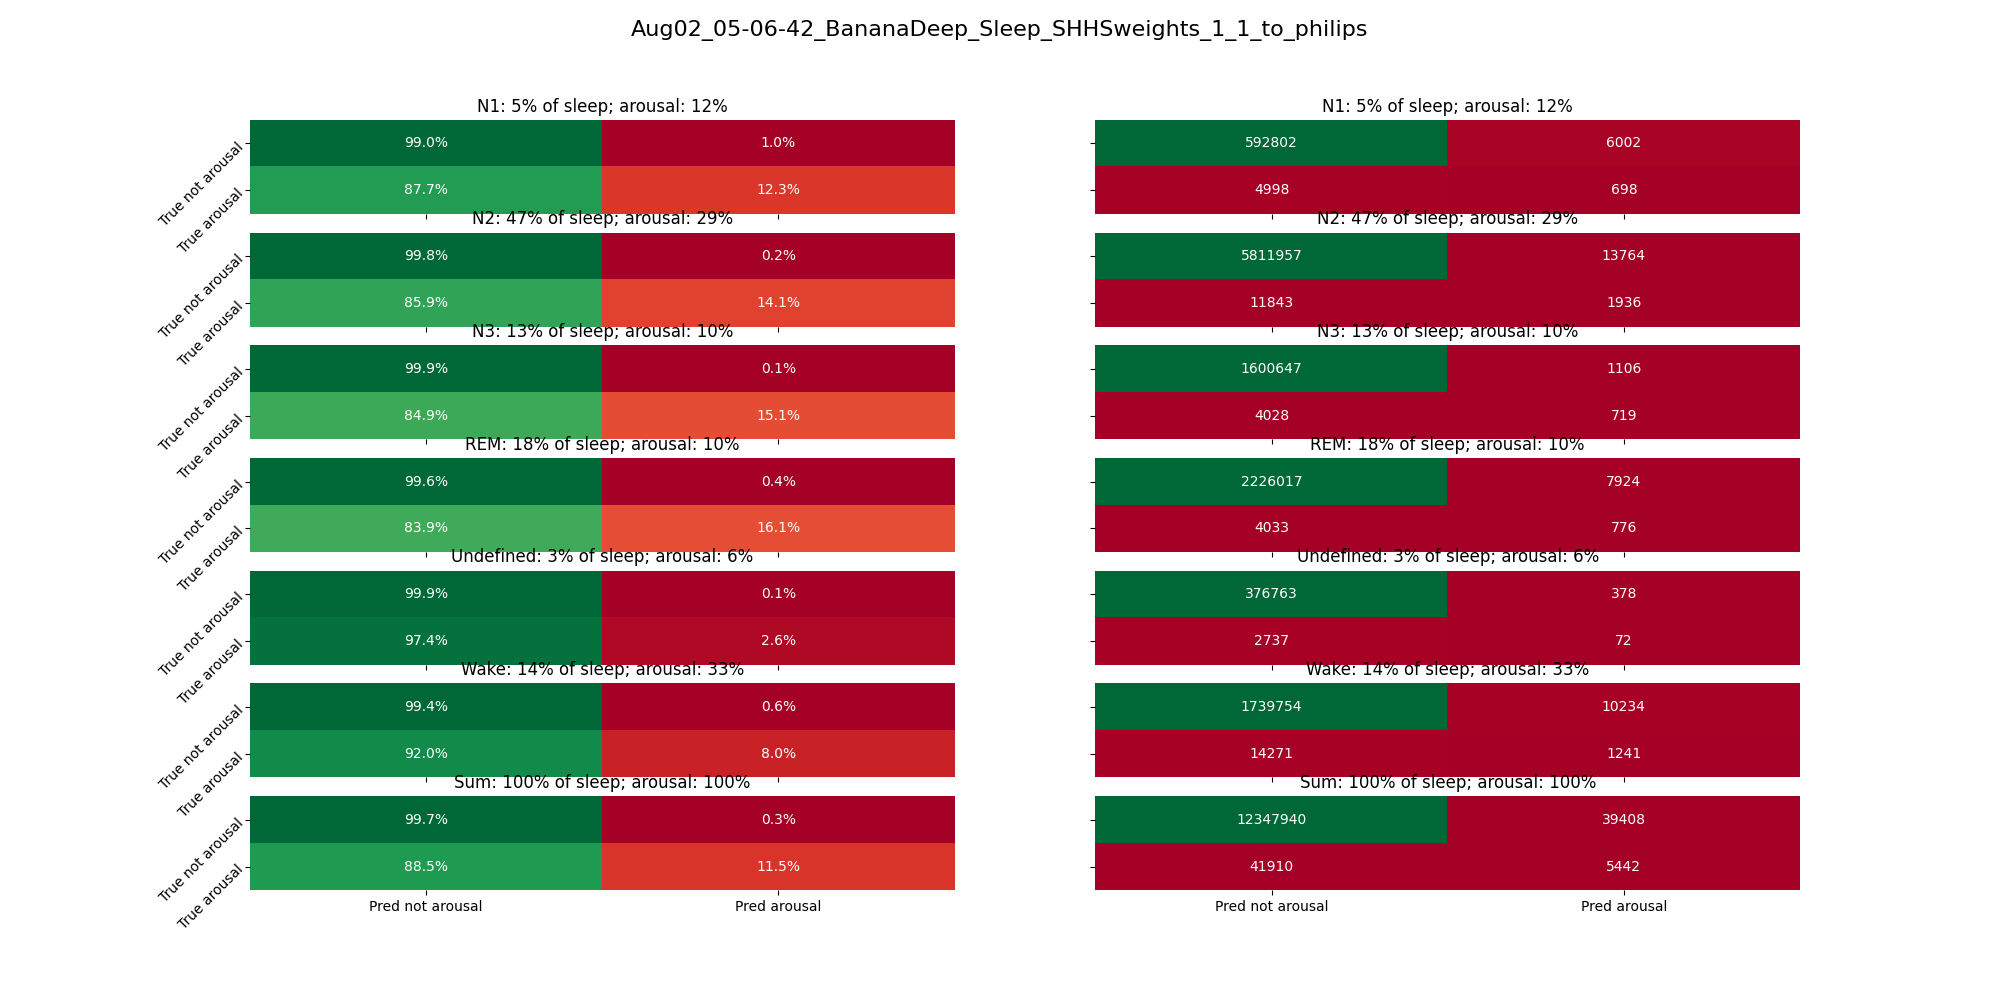 Aug02_05-06-42_BananaDeep_Sleep_SHHSweights_1_1_to_philips
N1: 5% of sleep; arousal: 12%
True not arousal 99.0% 1.0%
True arousal 87.7% 12.3%
N2: 47% of sleep; arousal: 29%
True not arousal 99.8% 0.2%
True arousal 85.9% 14.1%
N3: 13% of sleep; arousal: 10%
True not arousal 99.9% 0.1%
True arousal 84.9% 15.1%
REM: 18% of sleep; arousal: 10%
True not arousal 99.6% 0.4%
True arousal 83.9% 16.1%
Undefined: 3% of sleep; arousal: 6%
True not arousal 99.9% 0.1%
True arousal 97.4% 2.6%
Wake: 14% of sleep; arousal: 33%
True not arousal 99.4% 0.6%
True arousal 92.0% 8.0%
Sum: 100% of sleep; arousal: 100%
True not arousal 99.7% 0.3%
True arousal 88.5% 11.5%
Pred not arousal Pred arousal
N1: 5% of sleep; arousal: 12%
592802 6002
4998 698
N2: 47% of sleep; arousal: 29%
5811957 13764
11843 1936
N3: 13% of sleep; arousal: 10%
1600647 1106
4028 719
REM: 18% of sleep; arousal: 10%
2226017 7924
4033 776
Undefined: 3% of sleep; arousal: 6%
376763 378
2737 72
Wake: 14% of sleep; arousal: 33%
1739754 10234
14271 1241
Sum: 100% of sleep; arousal: 100%
12347940 39408
41910 5442
Pred not arousal Pred arousal